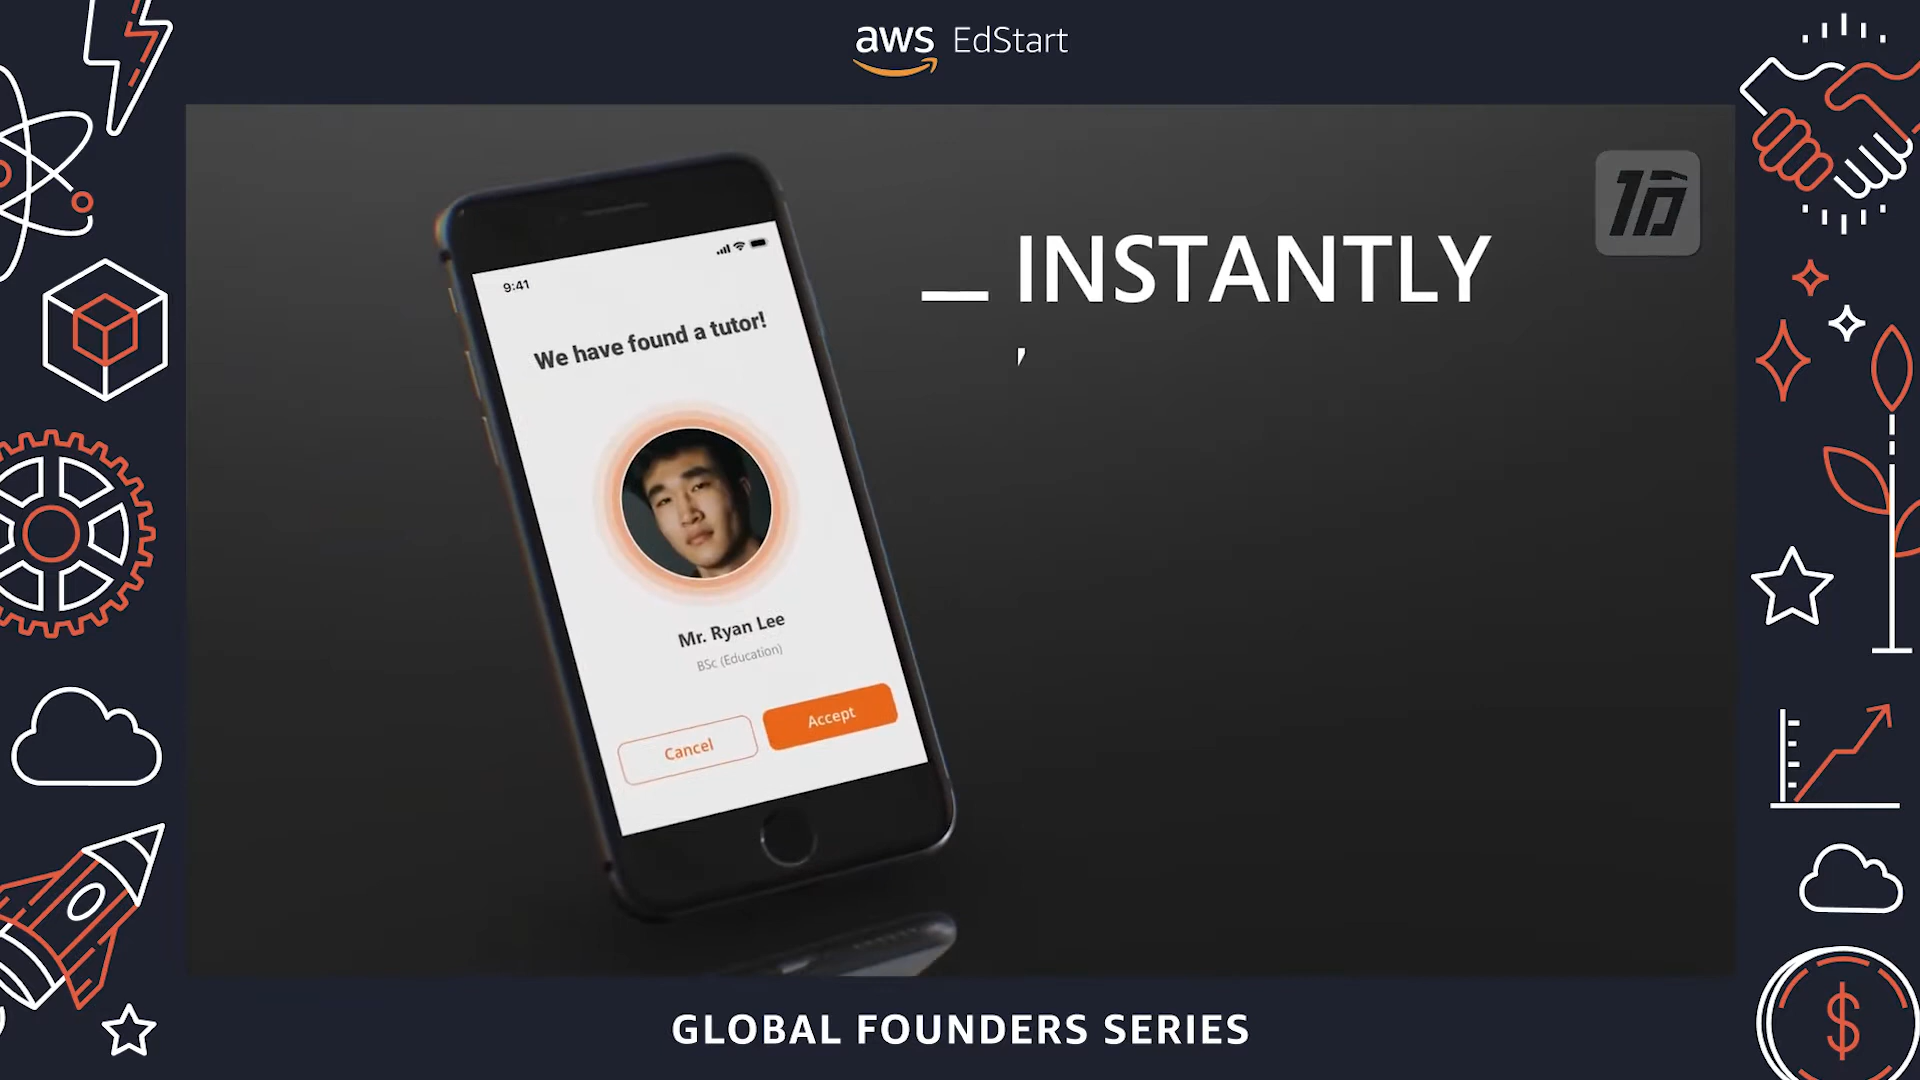 aws EdStart
INSTANTLY
,
9:41
We have found a tutor!
Mr. Ryan Lee
BSc (Education)
Cancel
Accept
$
GLOBAL FOUNDERS SERIES